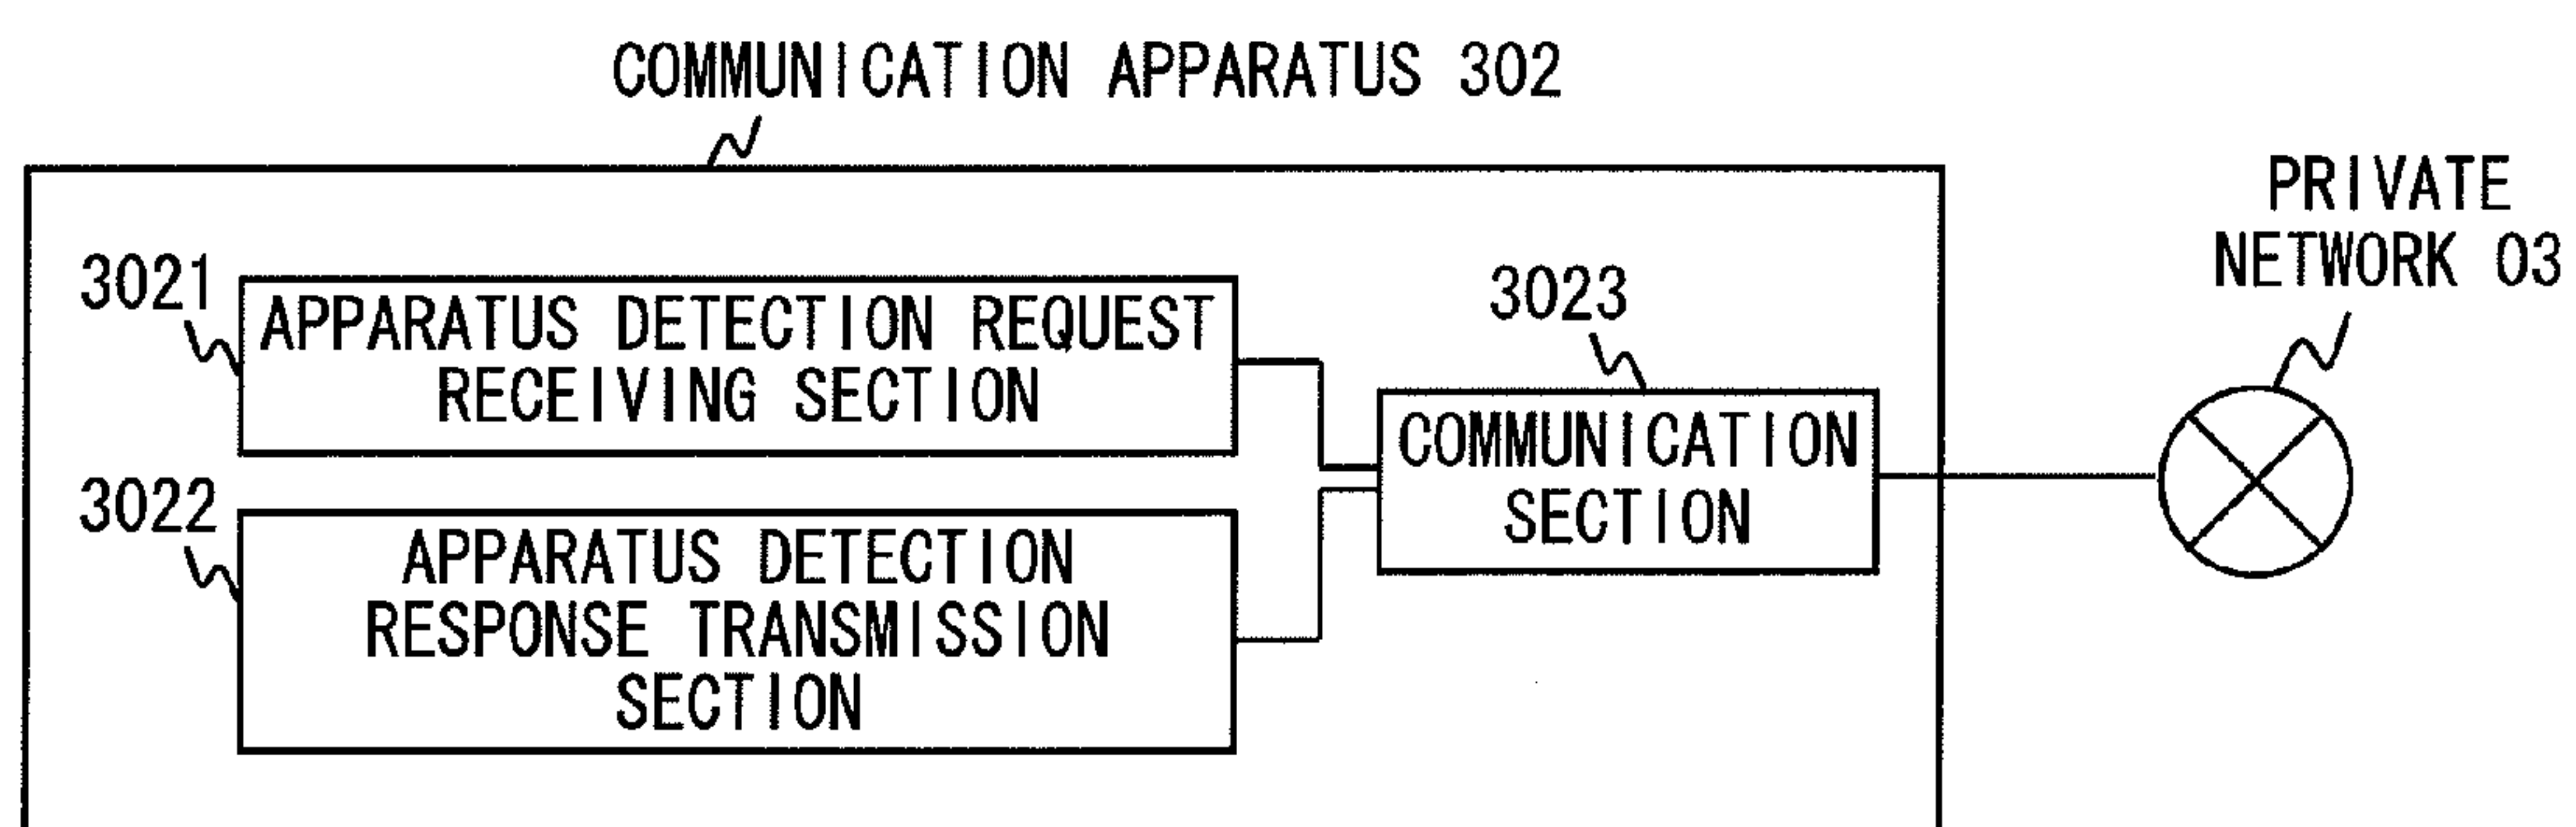 COMMUNICATION APPARATUS 302
PRIVATE
NETWORK 03
3021
APPARATUS DETECTION REQUEST
RECEIVING SECTION
3023
COMMUNICATION
SECTION
3022
APPARATUS DETECTION
RESPONSE TRANSMISSION
SECTION